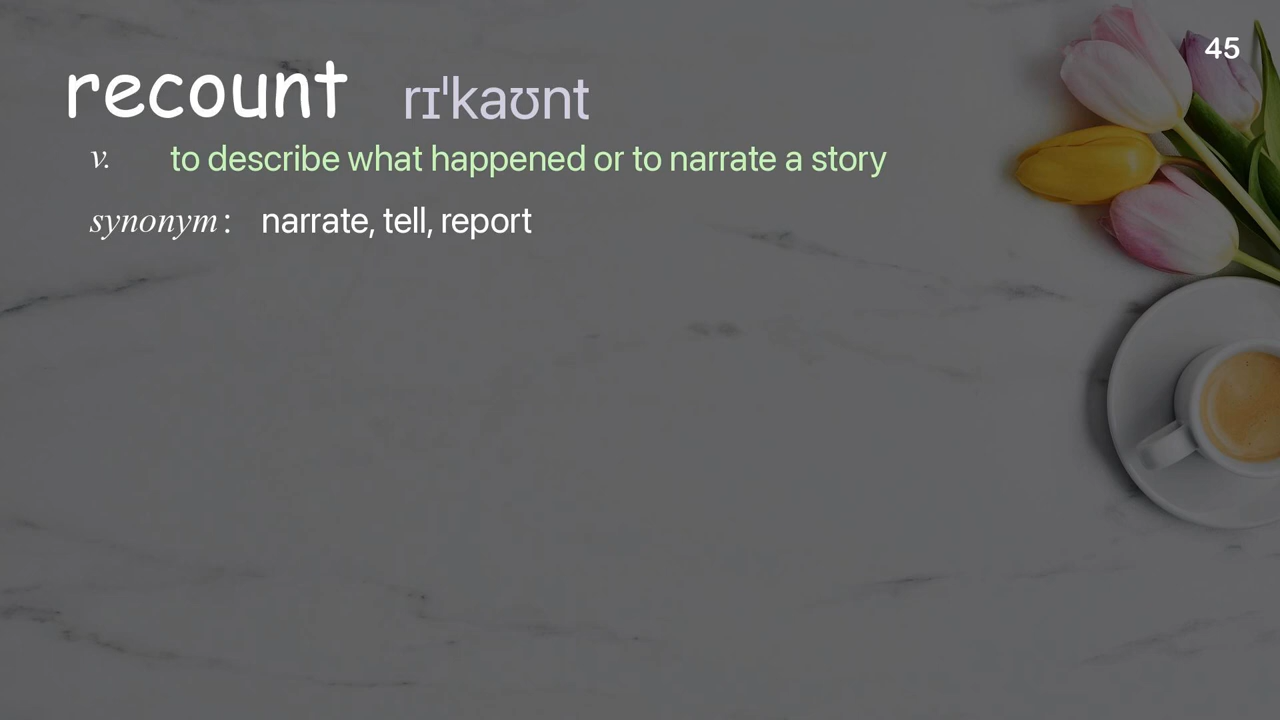 45
recount rɪˈkaʊnt
v. to describe what happened or to narrate a story
synonym: narrate, tell, report